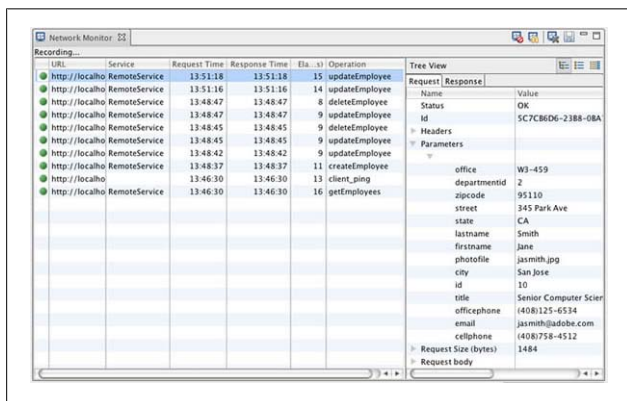 Network Monitor
Recording...
URL Service Request Time Response Time Ela...s) Operation
http://localho RemoteService 13:51:18 13:51:18 15 updateEmployee
http://localho RemoteService 13:51:16 13:51:16 14 updateEmployee
http://localho RemoteService 13:48:47 13:48:47 8 deleteEmployee
http://localho RemoteService 13:48:47 13:48:47 9 updateEmployee
http://localho RemoteService 13:48:45 13:48:45 9 deleteEmployee
http://localho RemoteService 13:48:45 13:48:45 9 updateEmployee
http://localho RemoteService 13:48:42 13:48:42 9 updateEmployee
http://localho RemoteService 13:48:37 13:48:37 11 createEmployee
http://localho RemoteService 13:46:30 13:46:30 13 client_ping
http://localho RemoteService 13:46:30 13:46:30 16 getEmployees
Tree View
Request Response
Name Value
Status OK
Id 5C7CB6D6-23B8-08A
Headers
Parameters
office W3-459
departmentid 2
zipcode 95110
street 345 Park Ave
state CA
lastname Smith
firstname Jane
photofile jasmith.jpg
city San Jose
id 10
title Senior Computer Scier
officephone (408)125-6534
email jasmith@adobe.com
cellphone (408)758-4512
Request Size (bytes) 1484
Request body